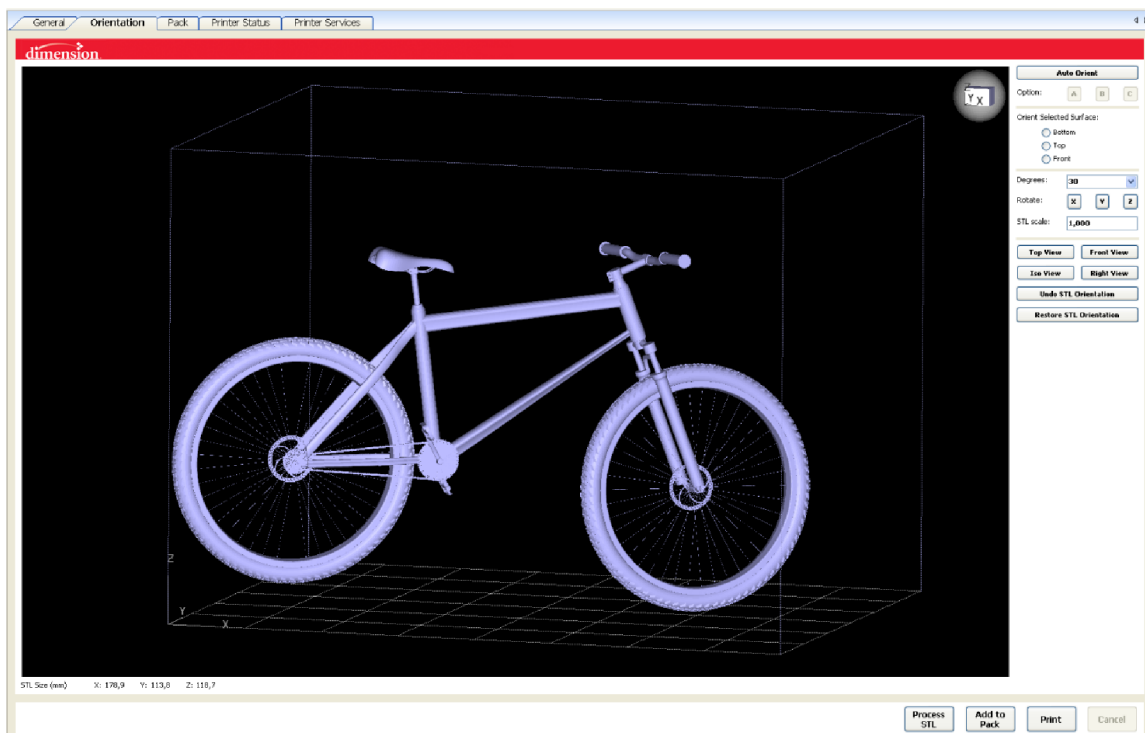 General Orientation Pack Printer Status Printer Services
dimension
Auto Orient
Option: A B C
Orient Selected Surface:
Bottom
Top
Front
Degrees: 30
Rotate: X Y Z
STL scale: 1,000
Top View Front View
Iso View Right View
Undo STL Orientation
Restore STL Orientation
Y X
Z
Y
X
STL Size (mm) X: 178,9 Y: 113,8 Z: 118,7
Process STL Add to Pack Print Cancel